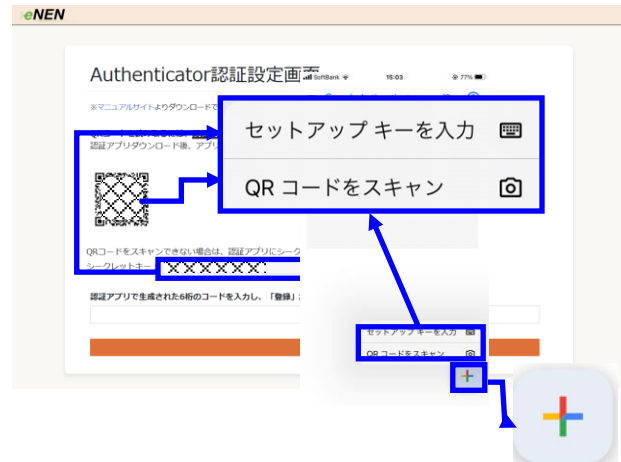 eNEN
Authenticator認証設定画面
SoftBank 15:03 77%
※マニュアルサイトよりダウンロードで
セットアップ キーを入力
認証アプリダウンロード後、アプリ
QR コードをスキャン
QRコードをスキャンできない場合は、認証アプリにシーク
シークレットキー
認証アプリで生成された6桁のコードを入力し、「登録」
セットアップ キーを入力
QR コードをスキャン